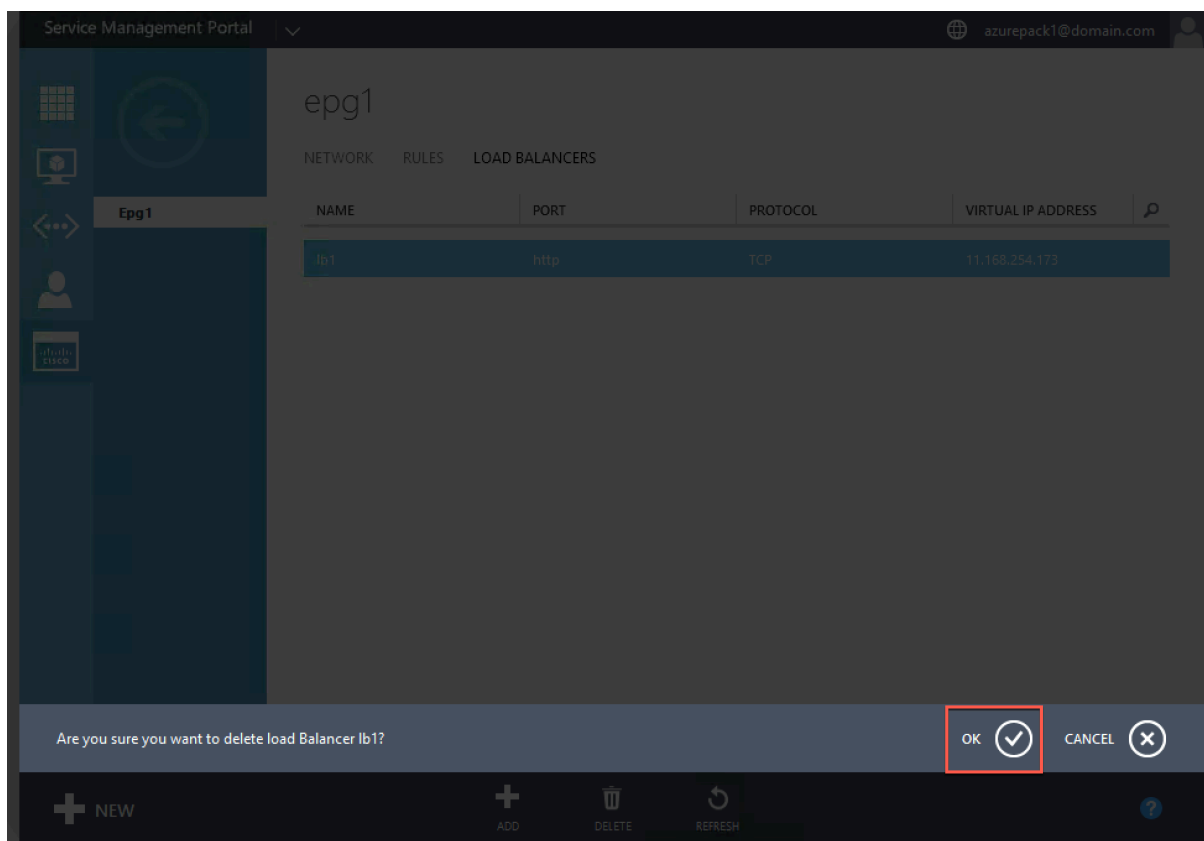 Service Management Portal azurepack1@domain.com
epg1
NETWORK RULES LOAD BALANCERS
Epg1
NAME PORT PROTOCOL VIRTUAL IP ADDRESS
lb1 http TCP 11.168.254.173
cisco
Are you sure you want to delete load Balancer lb1? OK CANCEL
NEW ADD DELETE REFRESH ?